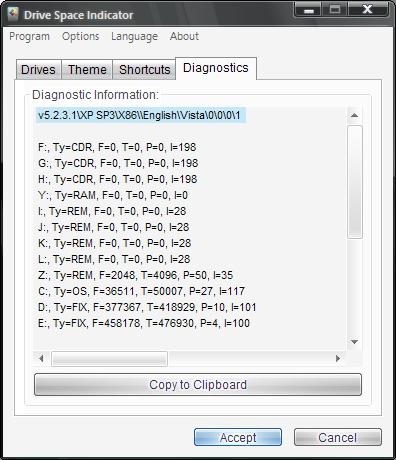 Drive Space Indicator
Program Options Language About
Drives Theme Shortcuts Diagnostics
Diagnostic Information:
v5.2.3.1\XP SP3\X86\\English\Vista\0\0\0\1
F:, Ty=CDR, F=0, T=0, P=0, I=198
G:, Ty=CDR, F=0, T=0, P=0, I=198
H:, Ty=CDR, F=0, T=0, P=0, I=198
Y:, Ty=RAM, F=0, T=0, P=0, I=0
I:, Ty=REM, F=0, T=0, P=0, I=28
J:, Ty=REM, F=0, T=0, P=0, I=28
K:, Ty=REM, F=0, T=0, P=0, I=28
L:, Ty=REM, F=0, T=0, P=0, I=28
Z:, Ty=REM, F=2048, T=4096, P=50, I=35
C:, Ty=OS, F=36511, T=50007, P=27, I=117
D:, Ty=FIX, F=377367, T=418929, P=10, I=101
E:, Ty=FIX, F=458178, T=476930, P=4, I=100
Copy to Clipboard
Accept Cancel